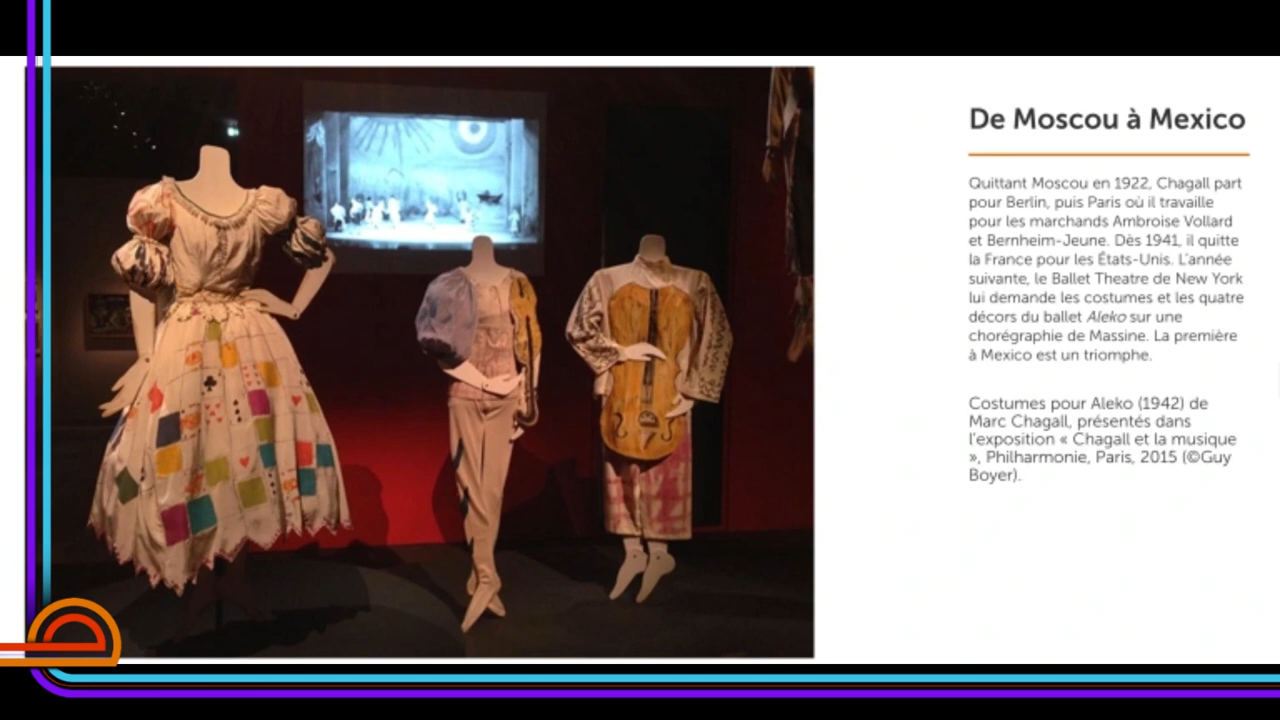 De Moscou à Mexico
Quittant Moscou en 1922, Chagall part
pour Berlin, puis Paris où il travaille
pour les marchands Ambroise Vollard
et Bernheim-Jeune. Dès 1941, il quitte
la France pour les États-Unis. L'année
suivante, le Ballet Theatre de New York
lui demande les costumes et les quatre
décors du ballet Aleko sur une
chorégraphie de Massine. La première
à Mexico est un triomphe.
Costumes pour Aleko (1942) de
Marc Chagall, présentés dans
l'exposition « Chagall et la musique
», Philharmonie, Paris, 2015 (©Guy
Boyer).